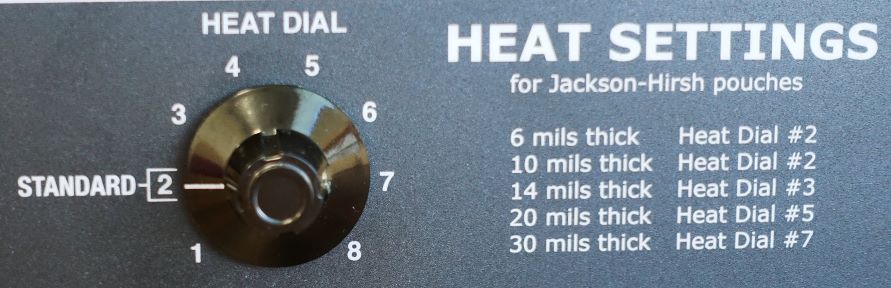 HEAT DIAL
4 5
3 6
STANDARD-2 7
1 8
HEAT SETTINGS
for Jackson-Hirsh pouches
6 mils thick Heat Dial #2
10 mils thick Heat Dial #2
14 mils thick Heat Dial #3
20 mils thick Heat Dial #5
30 mils thick Heat Dial #7